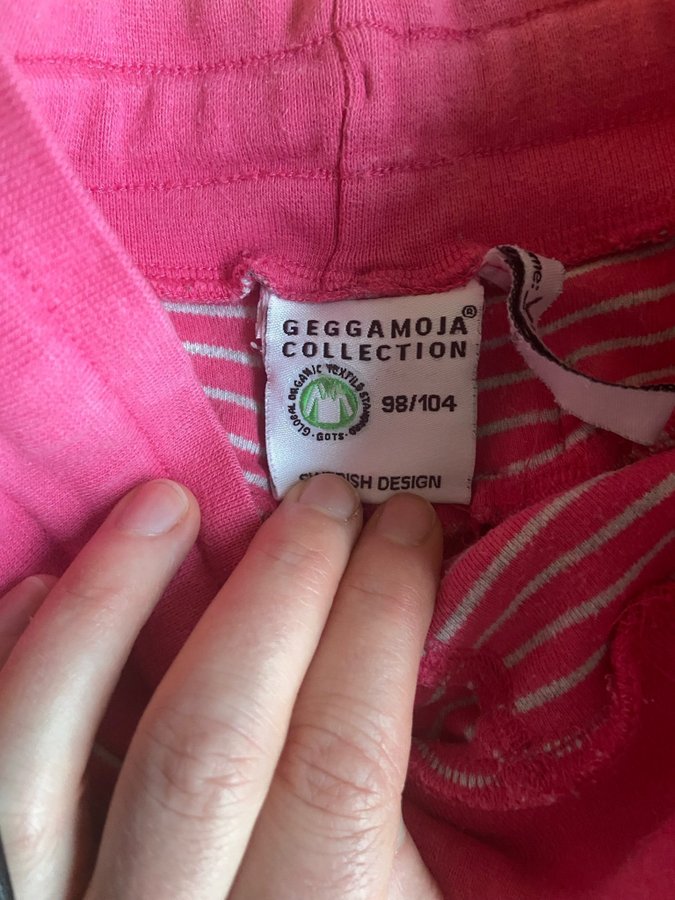 GEGGAMOJA®
COLLECTION
GLOBAL ORGANIC TEXTILE STANDARD
· GOTS ·
98/104
DESIGN